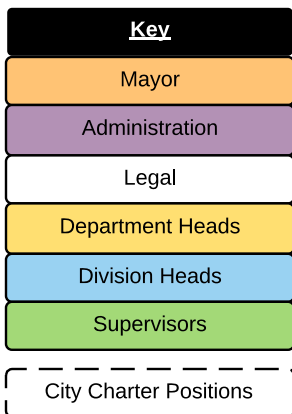 Key
Mayor
Administration
Legal
Department Heads
Division Heads
Supervisors
City Charter Positions